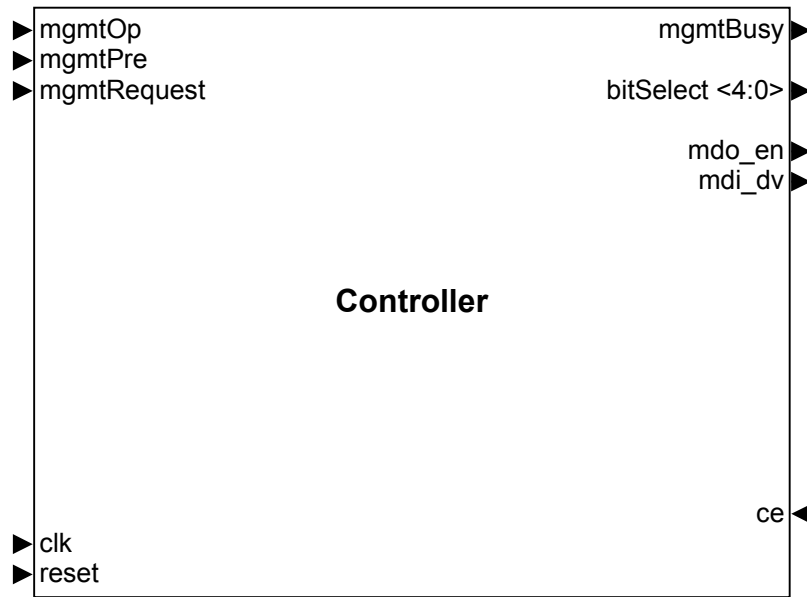 mgmtOp
mgmtBusy
mgmtPre
mgmtRequest
bitSelect <4:0>
mdo_en
mdi_dv
Controller
ce
clk
reset